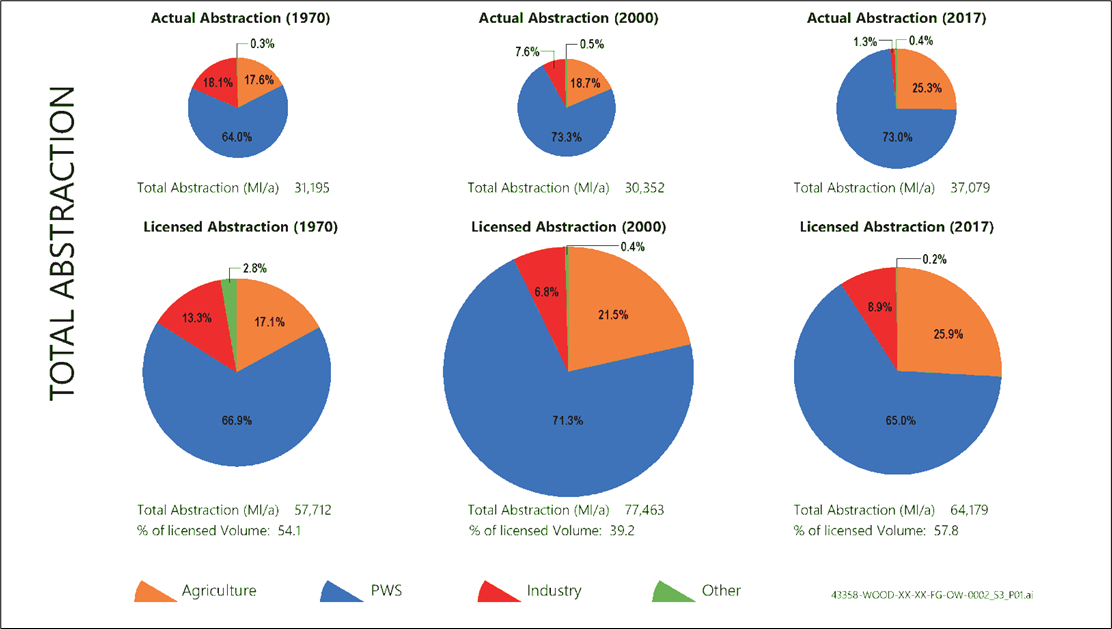 TOTAL ABSTRACTION
Actual Abstraction (1970)
0.3%
18.1%
17.6%
64.0%
Total Abstraction (Ml/a) 31,195
Actual Abstraction (2000)
7.6%
0.5%
18.7%
73.3%
Total Abstraction (Ml/a) 30,352
Actual Abstraction (2017)
1.3%
0.4%
25.3%
73.0%
Total Abstraction (Ml/a) 37,079
Licensed Abstraction (1970)
2.8%
13.3%
17.1%
66.9%
Total Abstraction (Ml/a) 57,712
% of licensed Volume: 54.1
Licensed Abstraction (2000)
0.4%
6.8%
21.5%
71.3%
Total Abstraction (Ml/a) 77,463
% of licensed Volume: 39.2
Licensed Abstraction (2017)
0.2%
8.9%
25.9%
65.0%
Total Abstraction (Ml/a) 64,179
% of licensed Volume: 57.8
Agriculture
PWS
Industry
Other
43358-WOOD-XX-XX-FG-OW-0002_S3_P01.ai